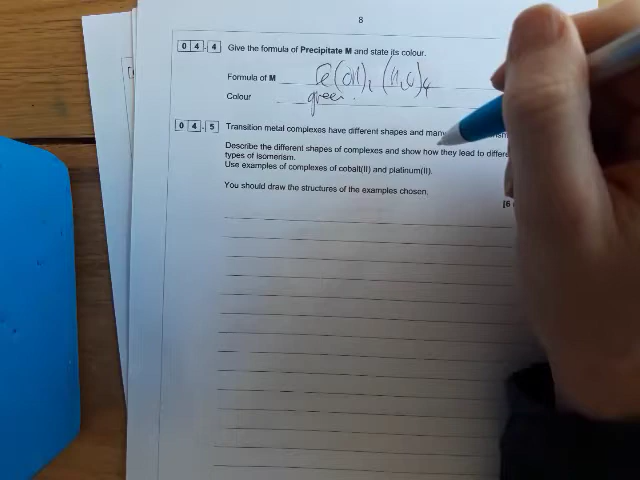 8
0 4 . 4 Give the formula of Precipitate M and state its colour.
Formula of M Fe(OH)2 (H2O)4
Colour green.
0 4 . 5 Transition metal complexes have different shapes and many
Describe the different shapes of complexes and show how they lead to
types of isomerism.
Use examples of complexes of cobalt(II) and platinum(II).
You should draw the structures of the examples chosen.
[6